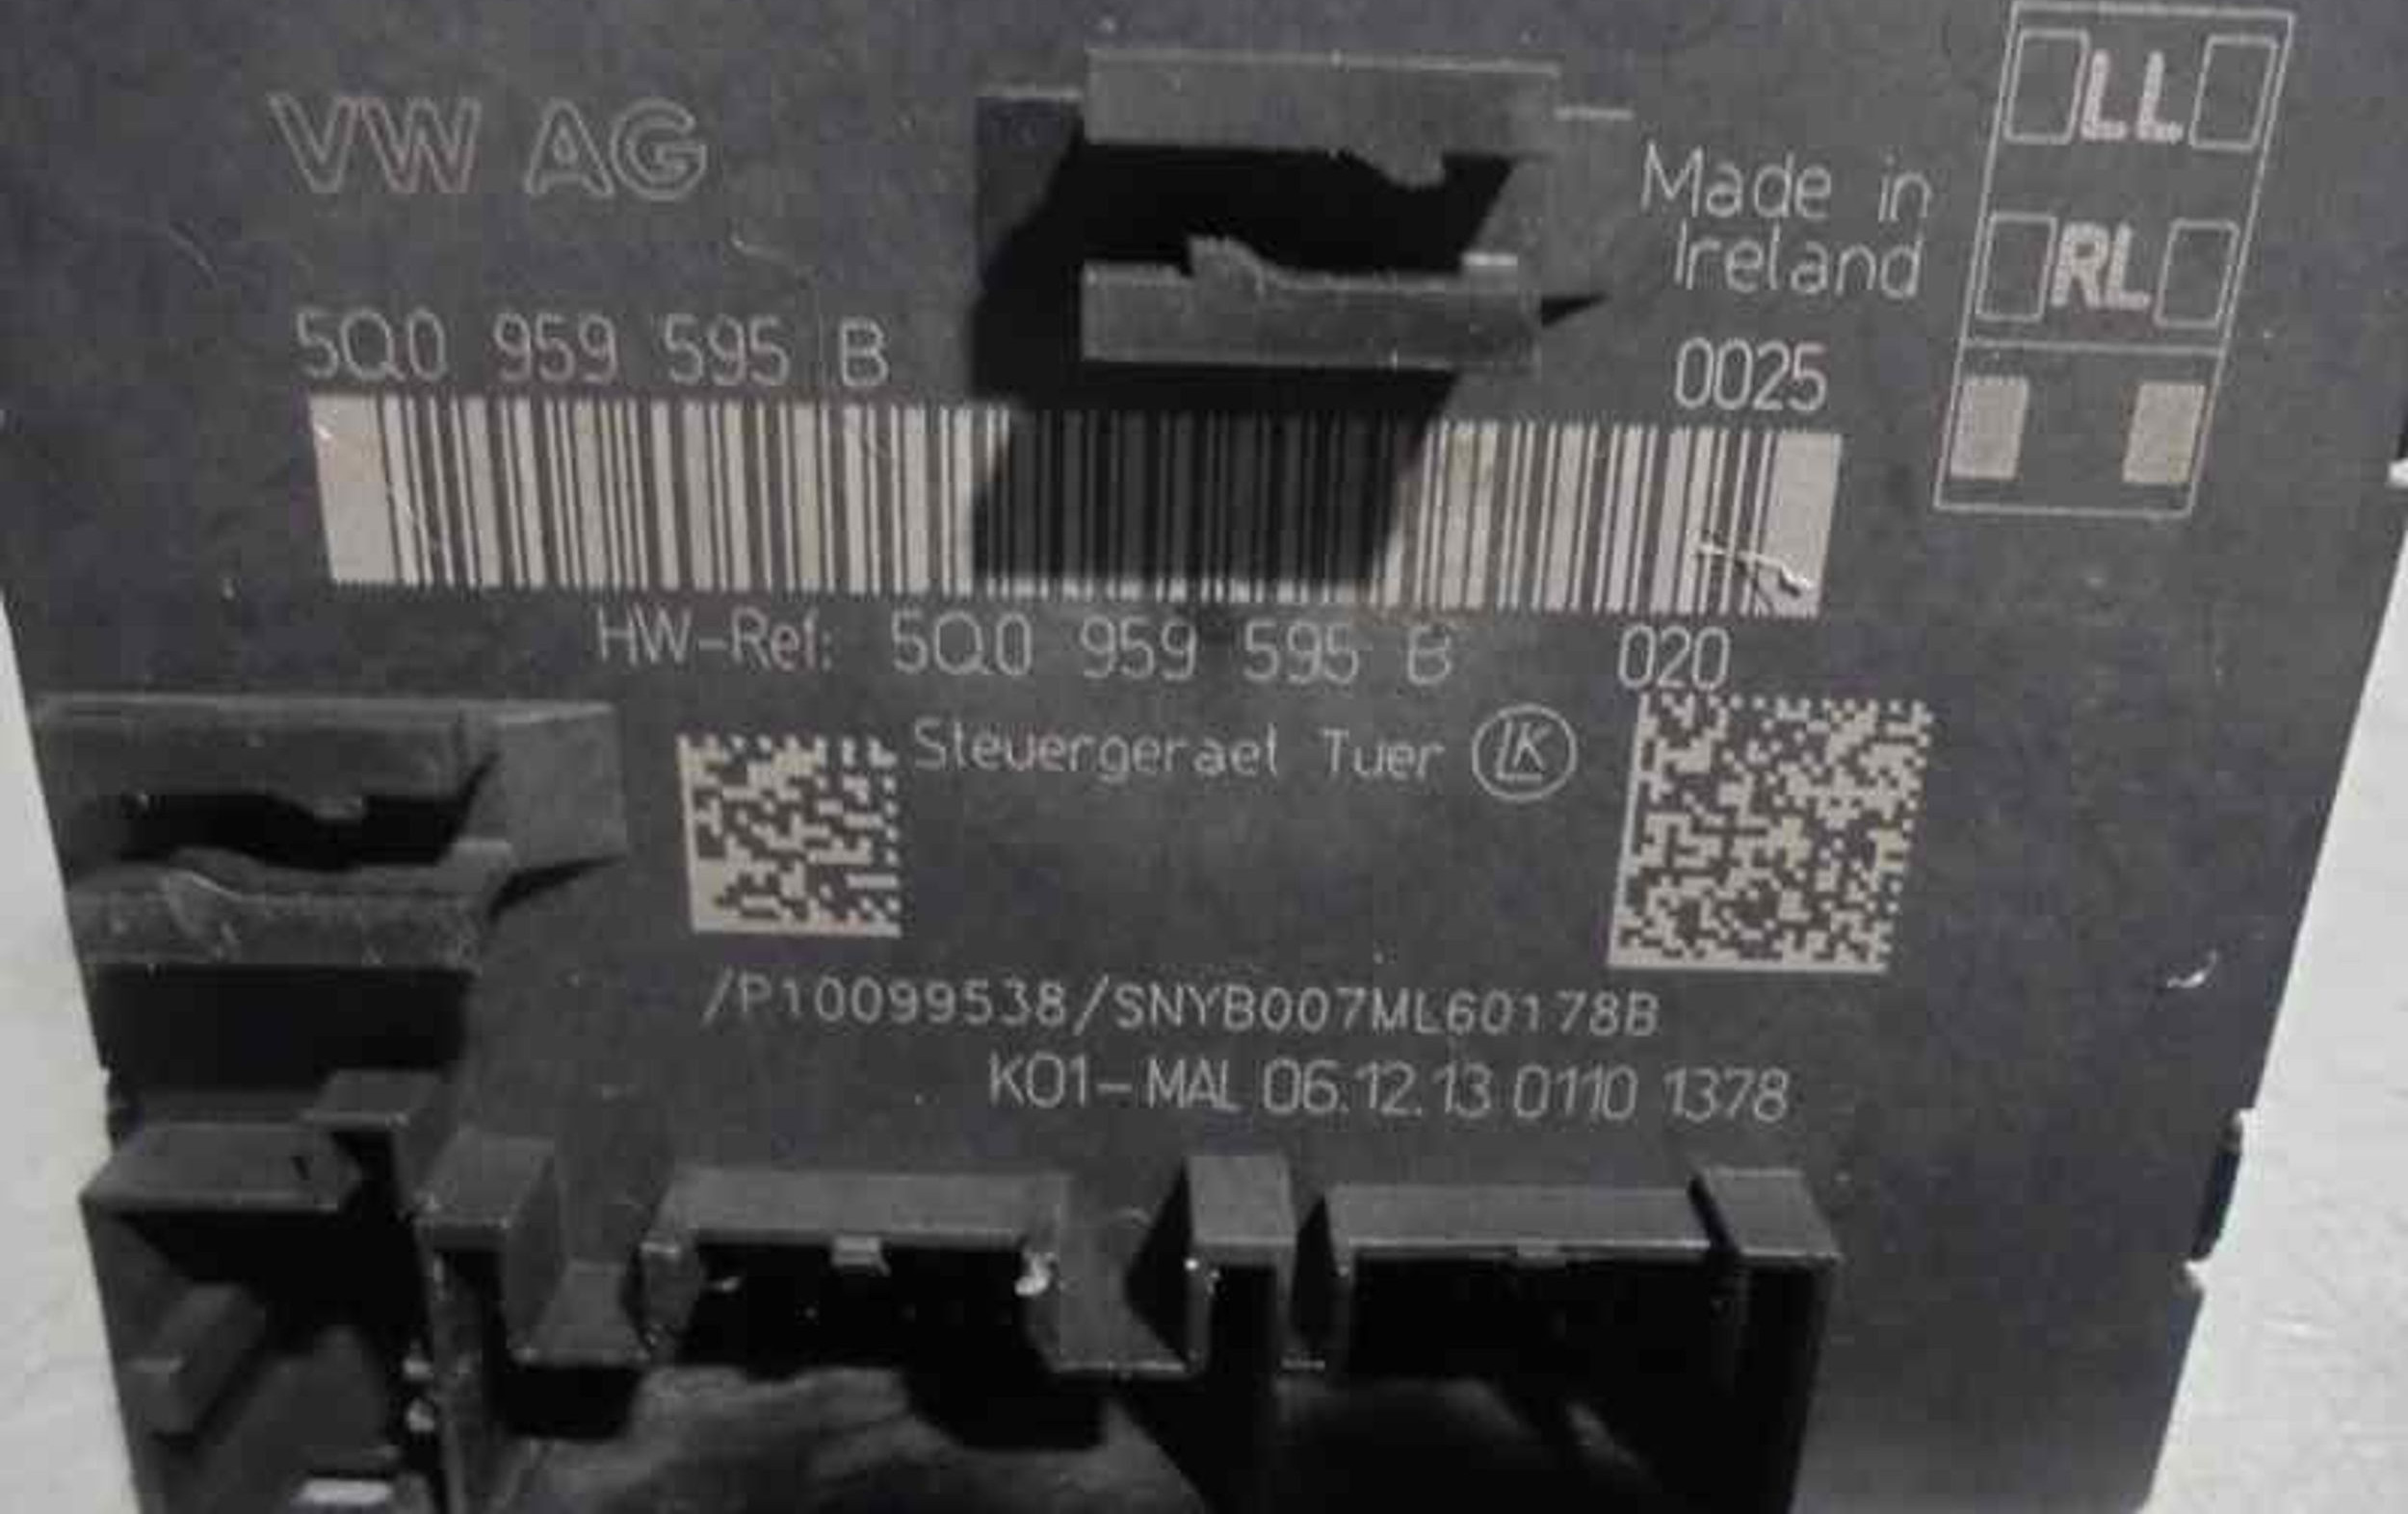 VW AG
Made in
Ireland
LL
RL
5Q0 959 595 B
0025
HW-Ref: 5Q0 959 595 B 020
Steuergeraet Tuer LK
/P10099538/SNYB007ML60178B
K01-MAL 06.12.13 0110 1378